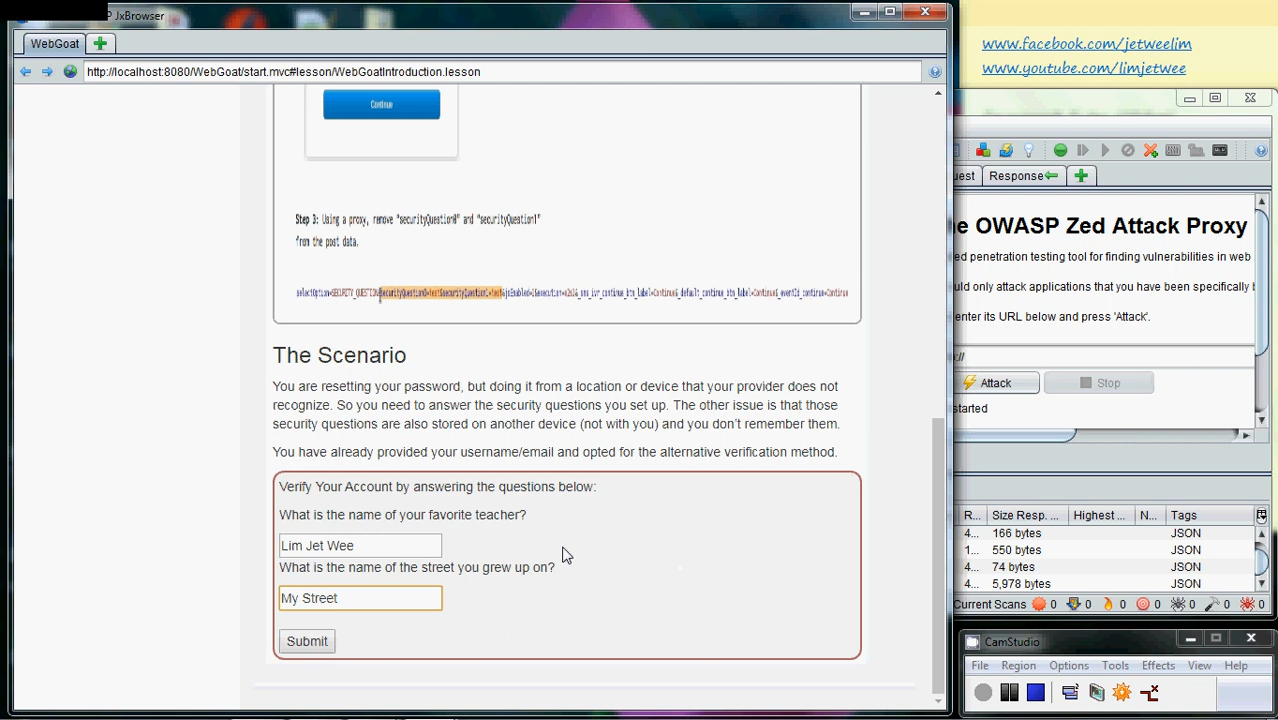 P JxBrowser
WebGoat
http://localhost:8080/WebGoat/start.mvc#lesson/WebGoatIntroduction.lesson
Continue
Step 3: Using a proxy, remove "securityQuestion0" and "securityQuestion1"
from the post data.
The Scenario
You are resetting your password, but doing it from a location or device that your provider does not
recognize. So you need to answer the security questions you set up. The other issue is that those
security questions are also stored on another device (not with you) and you don't remember them.
You have already provided your username/email and opted for the alternative verification method.
Verify Your Account by answering the questions below:
What is the name of your favorite teacher?
Lim Jet Wee
What is the name of the street you grew up on?
My Street
Submit
www.facebook.com/jetweelim
www.youtube.com/limjetwee
uest Response
e OWASP Zed Attack Proxy
ed penetration testing tool for finding vulnerabilities in web
ould only attack applications that you have been specifically
enter its URL below and press 'Attack'.
://
Attack Stop
started
R... Size Resp. ... Highest ... N... Tags
4... 166 bytes JSON
1... 550 bytes JSON
4... 74 bytes JSON
4... 5,978 bytes JSON
Current Scans 0 0 0 0 0 0 0
CamStudio
File Region Options Tools Effects View Help